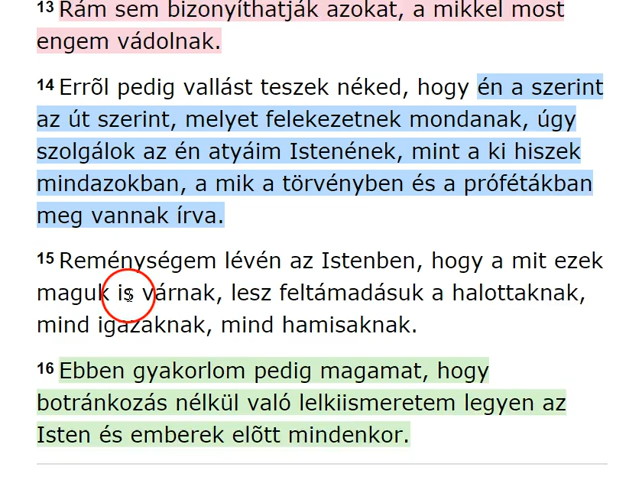 13 Rám sem bizonyíthatják azokat, a mikkel most
engem vádolnak.
14 Errõl pedig vallást teszek néked, hogy én a szerint
az út szerint, melyet felekezetnek mondanak, úgy
szolgálok az én atyáim Istenének, mint a ki hiszek
mindazokban, a mik a törvényben és a prófétákban
meg vannak írva.
15 Reménységem lévén az Istenben, hogy a mit ezek
maguk is várnak, lesz feltámadásuk a halottaknak,
mind igazaknak, mind hamisaknak.
16 Ebben gyakorlom pedig magamat, hogy
botránkozás nélkül való lelkiismeretem legyen az
Isten és emberek elõtt mindenkor.